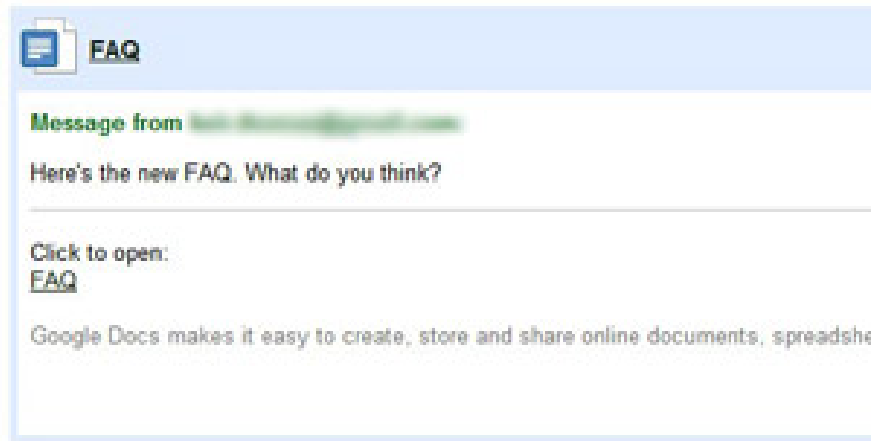 FAQ
Message from
Here's the new FAQ. What do you think?
Click to open:
FAQ
Google Docs makes it easy to create, store and share online documents, spreadshe